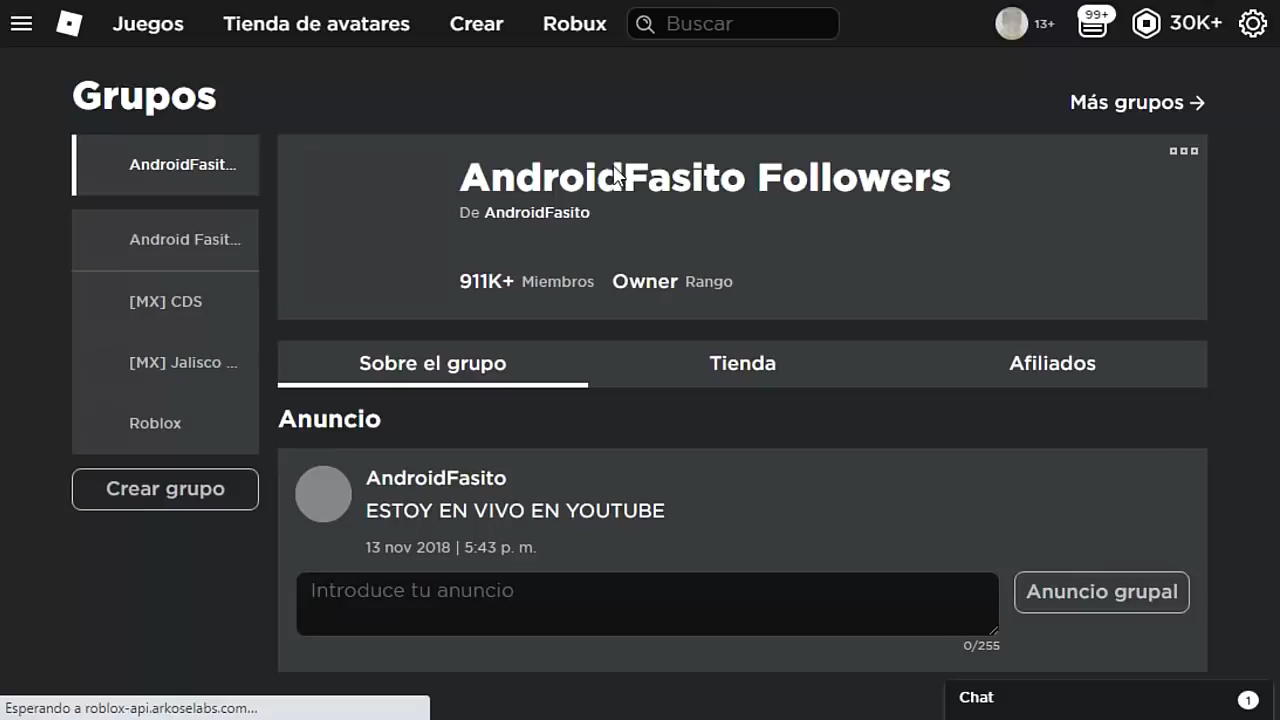 Juegos Tienda de avatares Crear Robux Buscar 13+ 99+ 30K+
Grupos
Más grupos →
AndroidFasit...
AndroidFasito Followers
De AndroidFasito
Android Fasit...
911K+ Miembros Owner Rango
[MX] CDS
[MX] Jalisco ...
Sobre el grupo Tienda Afiliados
Roblox
Anuncio
Crear grupo
AndroidFasito
ESTOY EN VIVO EN YOUTUBE
13 nov 2018 | 5:43 p. m.
Introduce tu anuncio
Anuncio grupal
0/255
Esperando a roblox-api.arkoselabs.com...
Chat 1